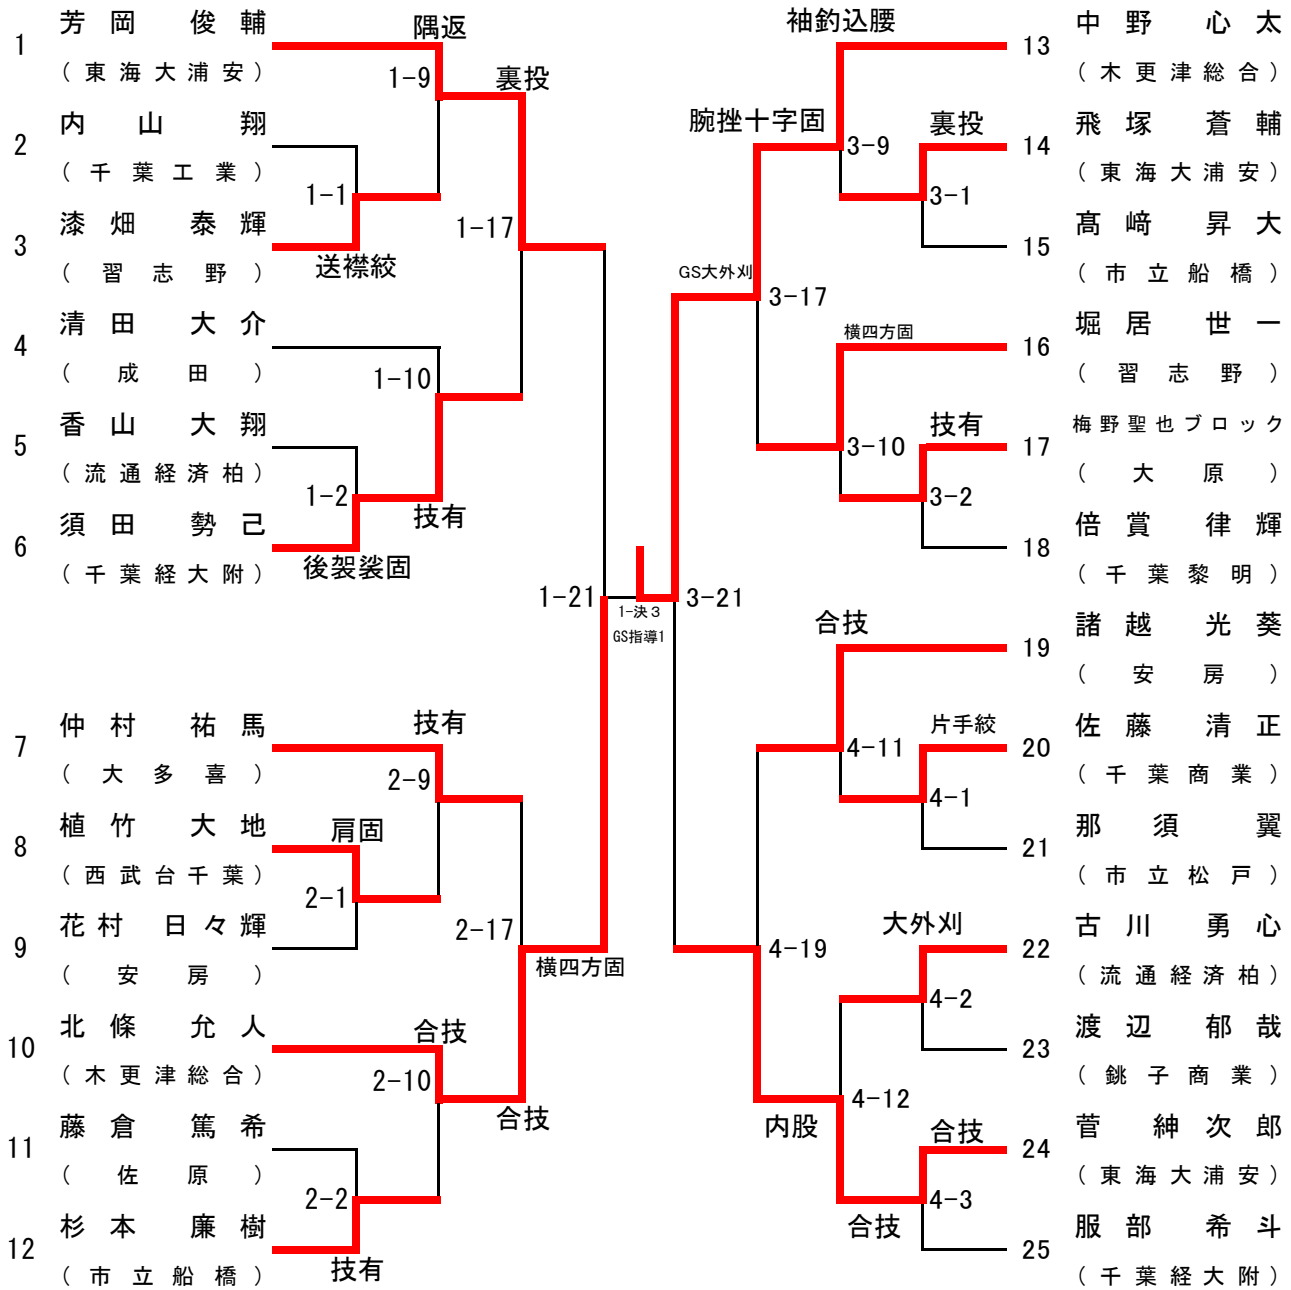 芳岡 俊輔
1
(東海大浦安)
内山 翔
2
(千葉工業)
漆畑 泰輝
3
(習志野)
清田 大介
4
(成田)
香山 大翔
5
(流通経済柏)
須田 勢己
6
(千葉経大附)
仲村 祐馬
7
(大多喜)
植竹 大地
8
(西武台千葉)
花村 日々輝
9
(安房)
北條 允人
10
(木更津総合)
藤倉 篤希
11
(佐原)
杉本 廉樹
12
(市立船橋)
隅返
1-9
裏投
1-1
送襟絞
1-17
1-10
1-2
技有
後袈裟固
1-21
技有
2-9
肩固
2-1
2-17
横四方固
合技
2-10
合技
2-2
技有
1-決3
GS指導1
袖釣込腰
腕挫十字固
3-9
裏投
3-1
GS大外刈
3-17
横四方固
3-10
技有
3-2
3-21
合技
4-11
片手絞
4-1
4-19
大外刈
4-2
4-12
内股
合技
4-3
合技
中野 心太
13
(木更津総合)
飛塚 蒼輔
14
(東海大浦安)
髙﨑 昇大
15
(市立船橋)
堀居 世一
16
(習志野)
梅野聖也ブロック
17
(大原)
倍賞 律輝
18
(千葉黎明)
諸越 光葵
19
(安房)
佐藤 清正
20
(千葉商業)
那須 翼
21
(市立松戸)
古川 勇心
22
(流通経済柏)
渡辺 郁哉
23
(銚子商業)
菅 紳次郎
24
(東海大浦安)
服部 希斗
25
(千葉経大附)